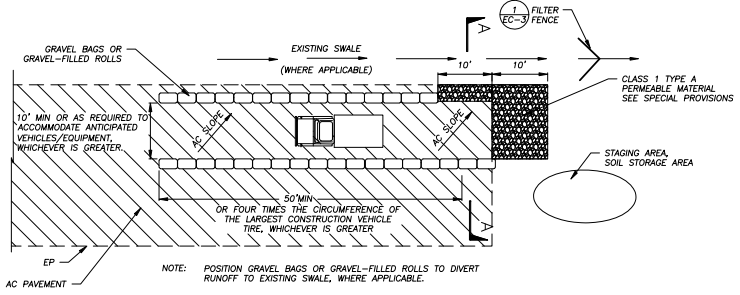 1
EC-3
FILTER
FENCE
A
GRAVEL BAGS OR
GRAVEL-FILLED ROLLS
EXISTING SWALE
(WHERE APPLICABLE)
10'
10'
CLASS 1 TYPE A
PERMEABLE MATERIAL
SEE SPECIAL PROVISIONS
10' MIN OR AS REQUIRED TO
ACCOMMODATE ANTICIPATED
VEHICLES/EQUIPMENT,
WHICHEVER IS GREATER.
AC SLOPE
AC SLOPE
STAGING AREA,
SOIL STORAGE AREA
50'MIN
OR FOUR TIMES THE CIRCUMFERENCE OF
THE LARGEST CONSTRUCTION VEHICLE
TIRE, WHICHEVER IS GREATER
A
EP
AC PAVEMENT
NOTE: POSITION GRAVEL BAGS OR GRAVEL-FILLED ROLLS TO DIVERT
RUNOFF TO EXISTING SWALE, WHERE APPLICABLE.